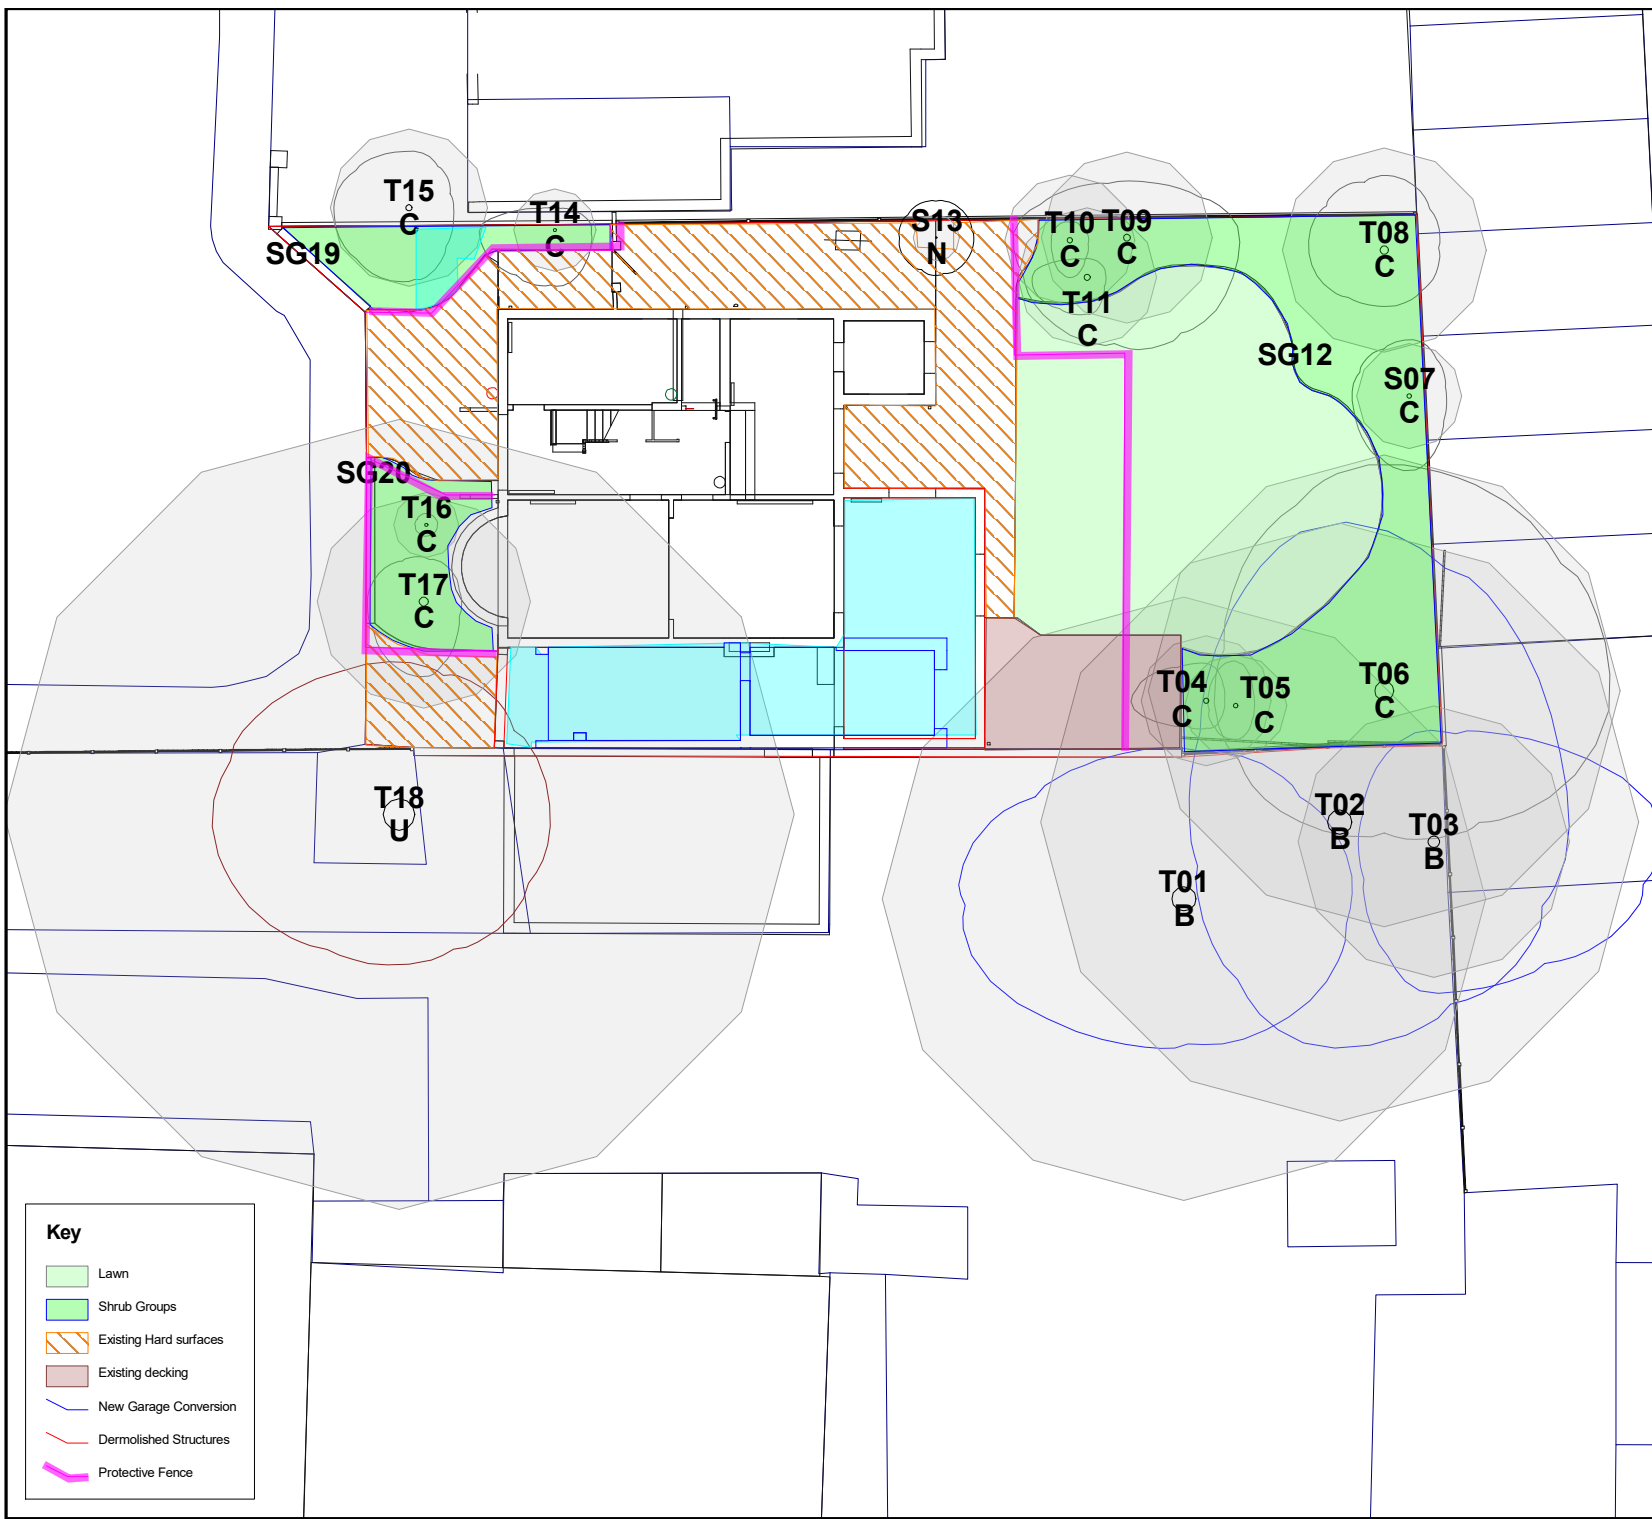 T15
C
T14
C
SG19
S13
N
T10
C
T09
C
T11
C
T08
C
SG12
S07
C
SG20
T16
C
T17
C
T04
C
T05
C
T06
C
T18
U
T02
B
T03
B
T01
B
Key
Lawn
Shrub Groups
Existing Hard surfaces
Existing decking
New Garage Conversion
Dermolished Structures
Protective Fence